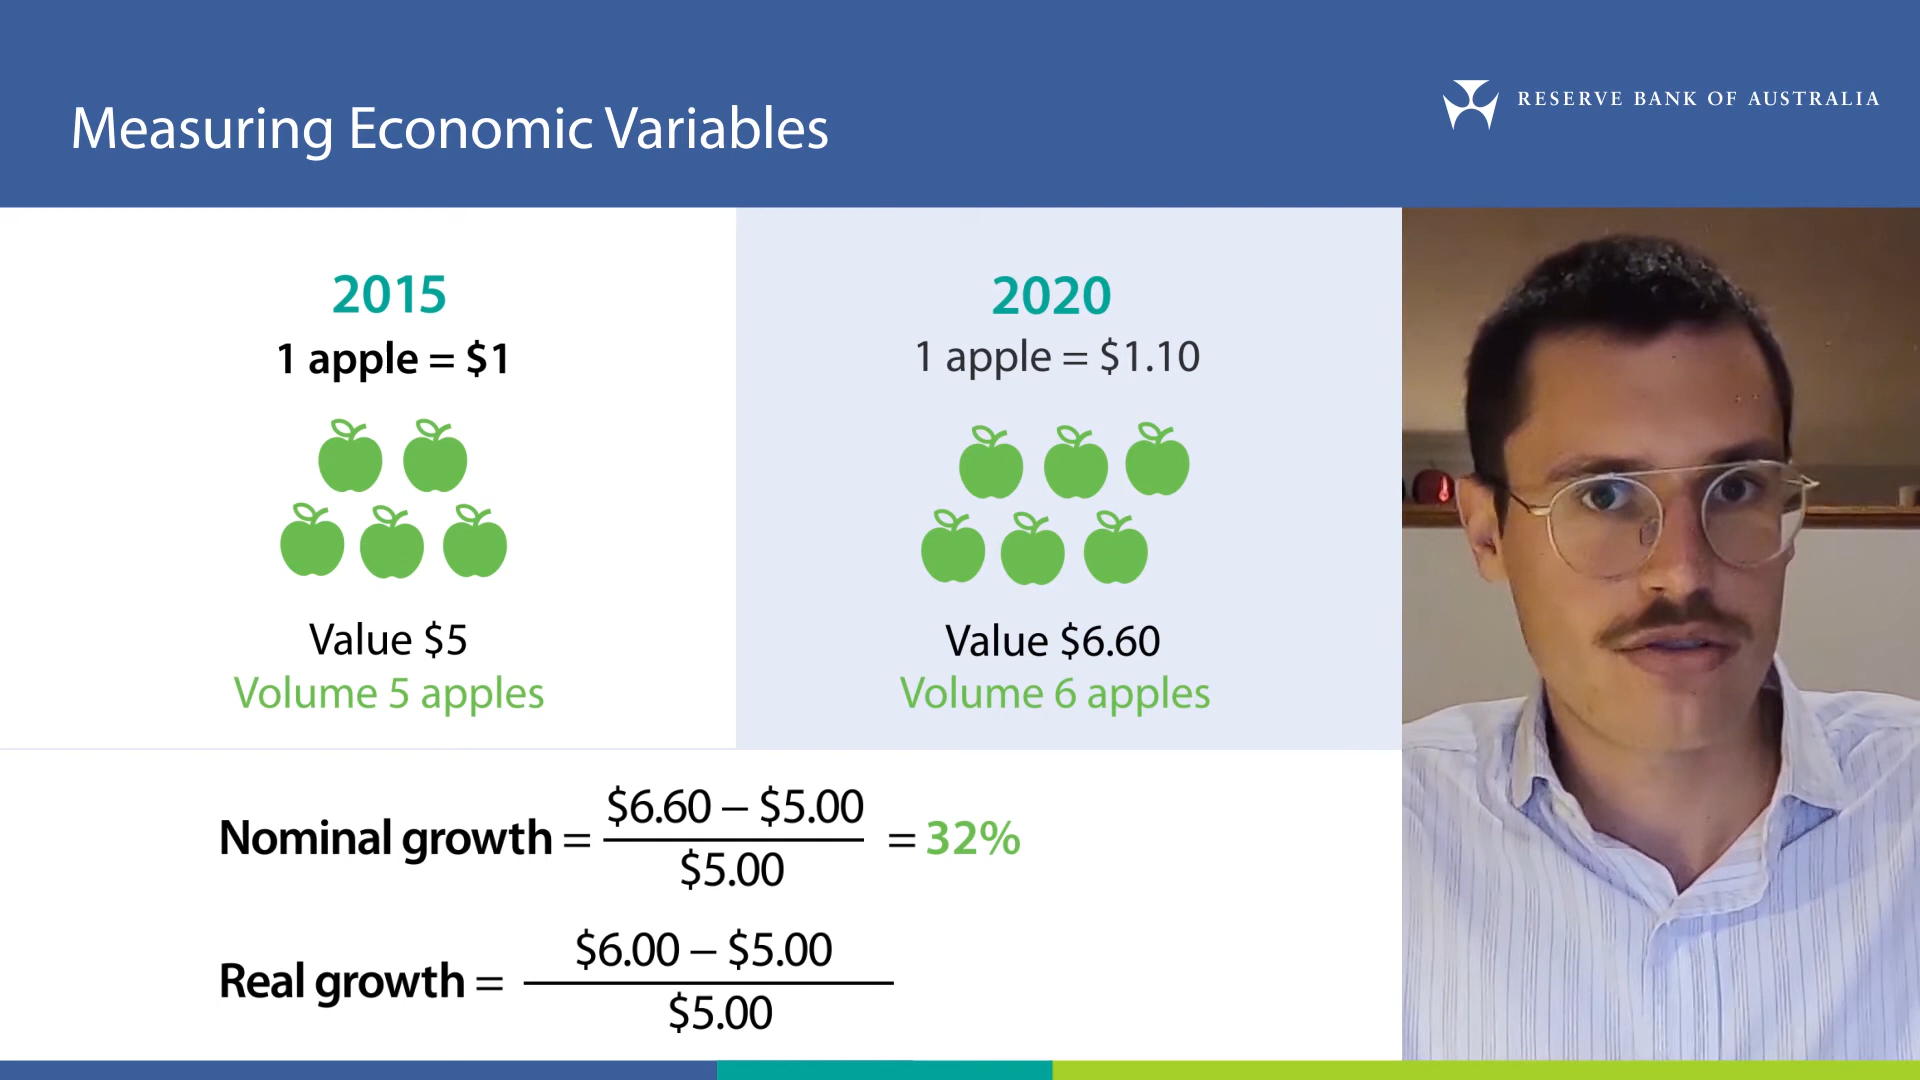 Measuring Economic Variables
RESERVE BANK OF AUSTRALIA
2015
1 apple = $1
Value $5
Volume 5 apples
2020
1 apple = $1.10
Value $6.60
Volume 6 apples
Nominal growth = $6.60 – $5.00 / $5.00 = 32%
Real growth = $6.00 – $5.00 / $5.00